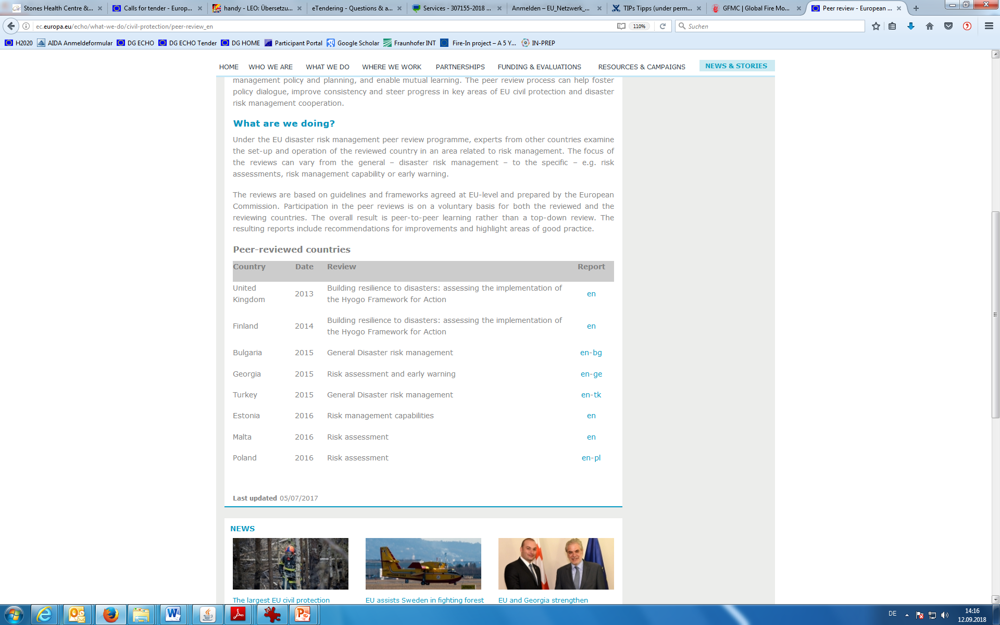 Stones Health Centre &...
Calls for tender - Europ...
handy - LEO: Übersetzu...
eTendering - Questions & a...
Services - 307155-2018 ...
Anmelden – EU_Netzwerk_...
TIPs Tipps (under perm...
GFMC | Global Fire Mo...
Peer review - European ...
ec.europa.eu/echo/what-we-do/civil-protection/peer-review_en
110%
Suchen
H2020 AIDA Anmeldeformular DG ECHO DG ECHO Tender DG HOME Participant Portal Google Scholar Fraunhofer INT Fire-In project – A 5 Y... IN-PREP
HOME WHO WE ARE WHAT WE DO WHERE WE WORK PARTNERSHIPS FUNDING & EVALUATIONS RESOURCES & CAMPAIGNS NEWS & STORIES
management policy and planning, and enable mutual learning. The peer review process can help foster
policy dialogue, improve consistency and steer progress in key areas of EU civil protection and disaster
risk management cooperation.
What are we doing?
Under the EU disaster risk management peer review programme, experts from other countries examine
the set-up and operation of the reviewed country in an area related to risk management. The focus of
the reviews can vary from the general – disaster risk management – to the specific – e.g. risk
assessments, risk management capability or early warning.
The reviews are based on guidelines and frameworks agreed at EU-level and prepared by the European
Commission. Participation in the peer reviews is on a voluntary basis for both the reviewed and the
reviewing countries. The overall result is peer-to-peer learning rather than a top-down review. The
resulting reports include recommendations for improvements and highlight areas of good practice.
Peer-reviewed countries
Country Date Review Report
United Kingdom 2013 Building resilience to disasters: assessing the implementation of
the Hyogo Framework for Action en
Finland 2014 Building resilience to disasters: assessing the implementation of
the Hyogo Framework for Action en
Bulgaria 2015 General Disaster risk management en-bg
Georgia 2015 Risk assessment and early warning en-ge
Turkey 2015 General Disaster risk management en-tk
Estonia 2016 Risk management capabilities en
Malta 2016 Risk assessment en
Poland 2016 Risk assessment en-pl
Last updated 05/07/2017
NEWS
The largest EU civil protection
EU assists Sweden in fighting forest
EU and Georgia strengthen
DE
14:16
12.09.2018